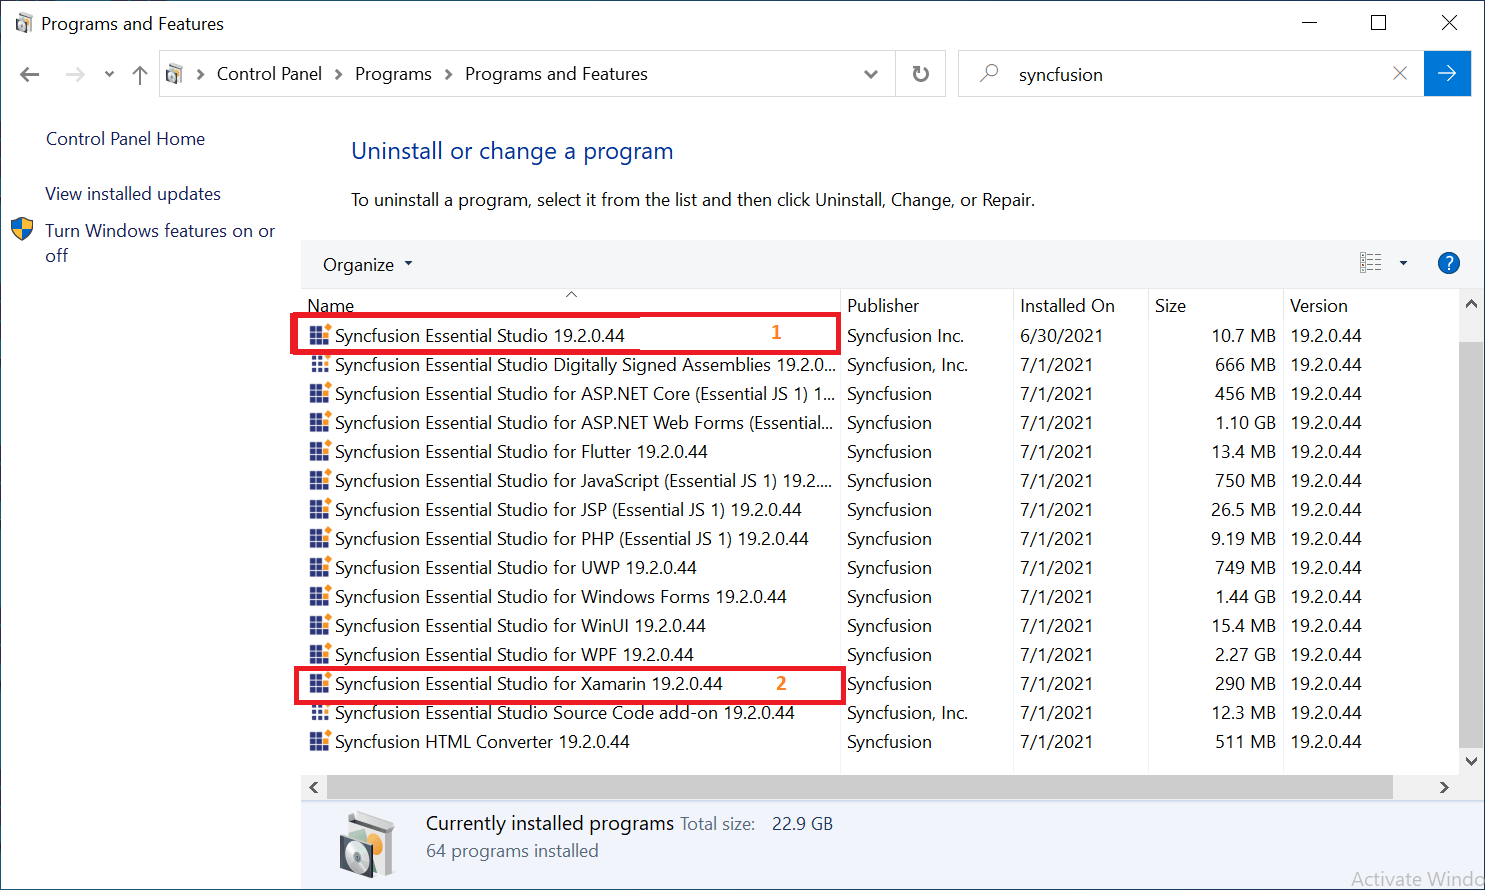 Programs and Features
Control Panel
Programs
Programs and Features
syncfusion
Control Panel Home
View installed updates
Turn Windows features on or
off
Uninstall or change a program
To uninstall a program, select it from the list and then click Uninstall, Change, or Repair.
Organize
?
Name Publisher Installed On Size Version
Syncfusion Essential Studio 19.2.0.44 1 Syncfusion Inc. 6/30/2021 10.7 MB 19.2.0.44
Syncfusion Essential Studio Digitally Signed Assemblies 19.2.0... Syncfusion, Inc. 7/1/2021 666 MB 19.2.0.44
Syncfusion Essential Studio for ASP.NET Core (Essential JS 1) 1... Syncfusion 7/1/2021 456 MB 19.2.0.44
Syncfusion Essential Studio for ASP.NET Web Forms (Essential... Syncfusion 7/1/2021 1.10 GB 19.2.0.44
Syncfusion Essential Studio for Flutter 19.2.0.44 Syncfusion 7/1/2021 13.4 MB 19.2.0.44
Syncfusion Essential Studio for JavaScript (Essential JS 1) 19.2.... Syncfusion 7/1/2021 750 MB 19.2.0.44
Syncfusion Essential Studio for JSP (Essential JS 1) 19.2.0.44 Syncfusion 7/1/2021 26.5 MB 19.2.0.44
Syncfusion Essential Studio for PHP (Essential JS 1) 19.2.0.44 Syncfusion 7/1/2021 9.19 MB 19.2.0.44
Syncfusion Essential Studio for UWP 19.2.0.44 Syncfusion 7/1/2021 749 MB 19.2.0.44
Syncfusion Essential Studio for Windows Forms 19.2.0.44 Syncfusion 7/1/2021 1.44 GB 19.2.0.44
Syncfusion Essential Studio for WinUI 19.2.0.44 Syncfusion 7/1/2021 15.4 MB 19.2.0.44
Syncfusion Essential Studio for WPF 19.2.0.44 Syncfusion 7/1/2021 2.27 GB 19.2.0.44
Syncfusion Essential Studio for Xamarin 19.2.0.44 2 Syncfusion 7/1/2021 290 MB 19.2.0.44
Syncfusion Essential Studio Source Code add-on 19.2.0.44 Syncfusion, Inc. 7/1/2021 12.3 MB 19.2.0.44
Syncfusion HTML Converter 19.2.0.44 Syncfusion 7/1/2021 511 MB 19.2.0.44
Currently installed programs Total size: 22.9 GB
64 programs installed
Activate Windo